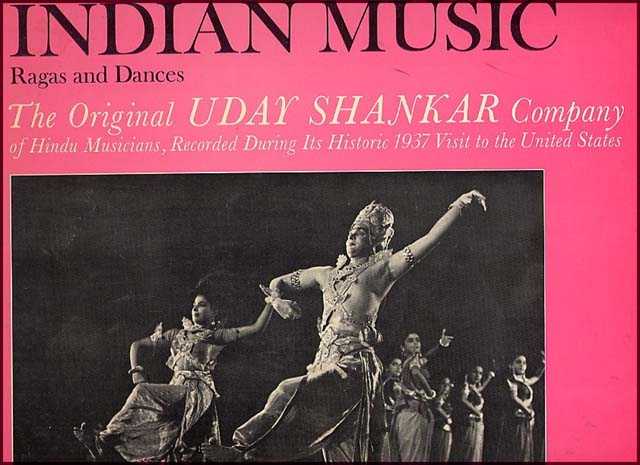 INDIAN MUSIC
Ragas and Dances
The Original UDAY SHANKAR Company
of Hindu Musicians, Recorded During Its Historic 1937 Visit to the United States